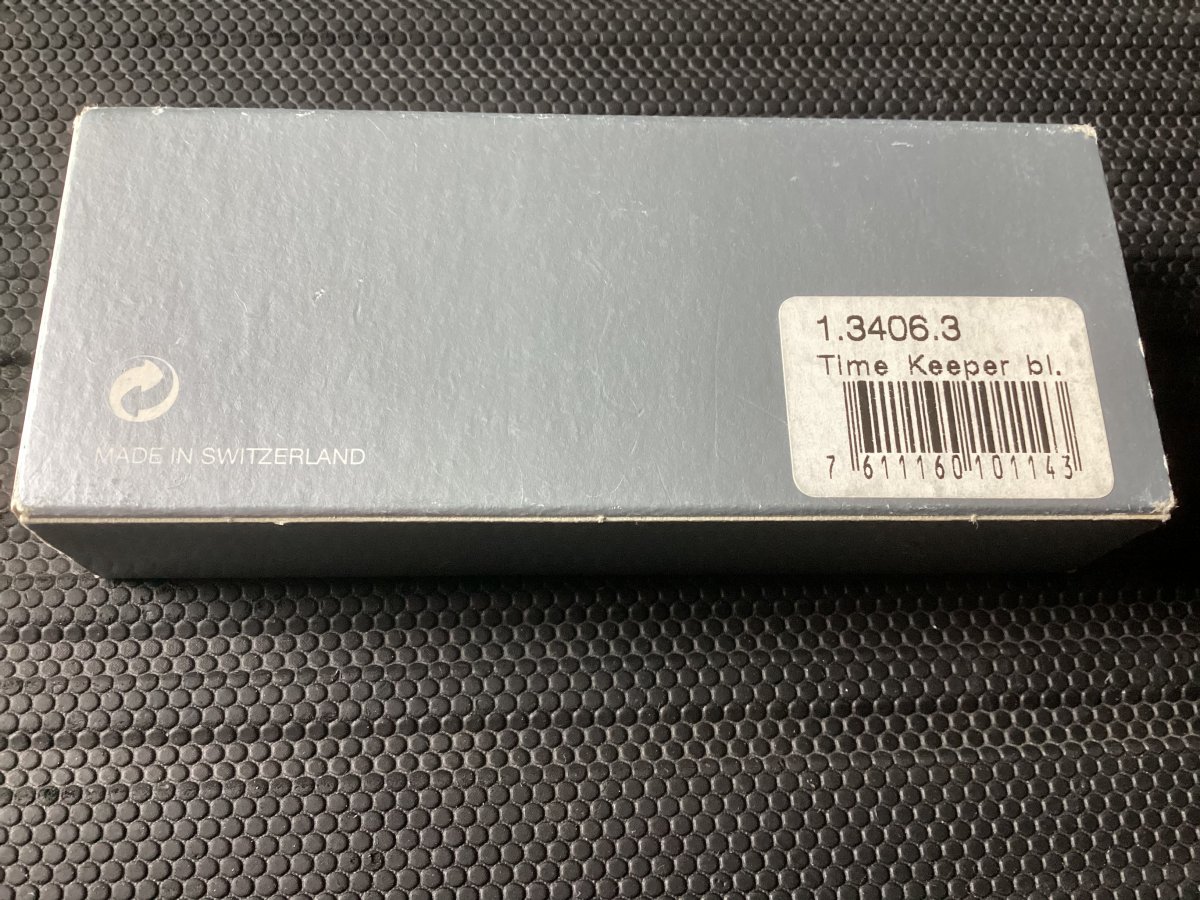 1.3406.3
Time Keeper bl.
7 611160 101143
MADE IN SWITZERLAND